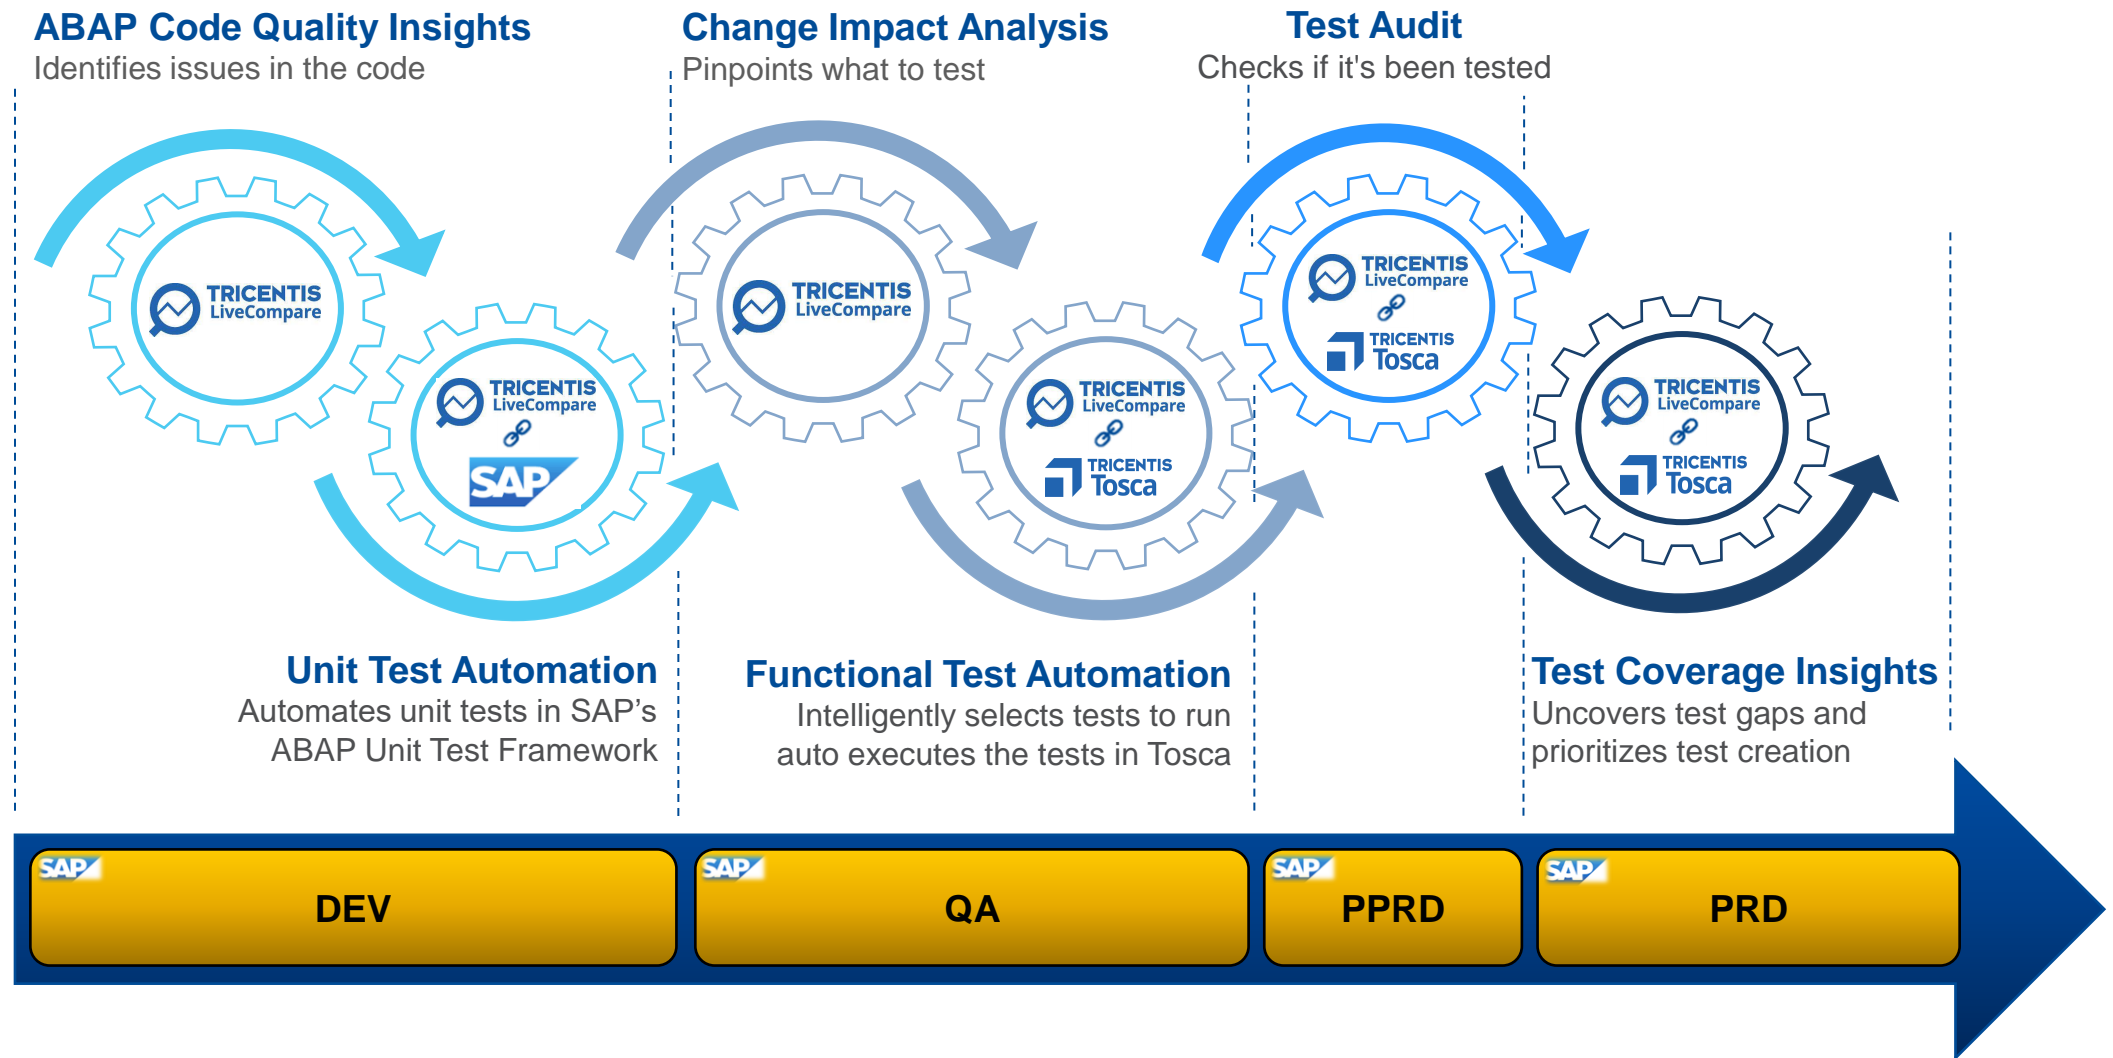 ABAP Code Quality Insights
Identifies issues in the code
Change Impact Analysis
Pinpoints what to test
Test Audit
Checks if it's been tested
TRICENTIS
LiveCompare
TRICENTIS
LiveCompare
SAP
TRICENTIS
LiveCompare
TRICENTIS
LiveCompare
TRICENTIS
Tosca
TRICENTIS
LiveCompare
TRICENTIS
Tosca
TRICENTIS
LiveCompare
TRICENTIS
Tosca
Unit Test Automation
Automates unit tests in SAP’s
ABAP Unit Test Framework
Functional Test Automation
Intelligently selects tests to run
auto executes the tests in Tosca
Test Coverage Insights
Uncovers test gaps and
prioritizes test creation
SAP
DEV
SAP
QA
SAP
PPRD
SAP
PRD